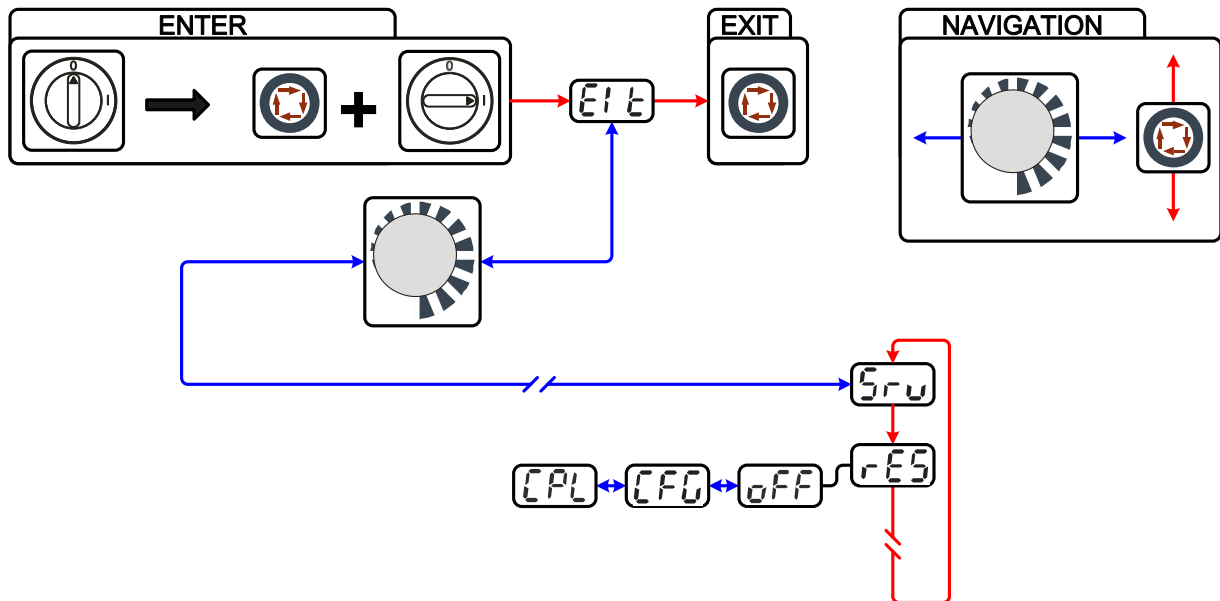 ENTER
EXIT
NAVIGATION
0
I
0
I
EIt
Sru
rES
CPL
CFG
oFF